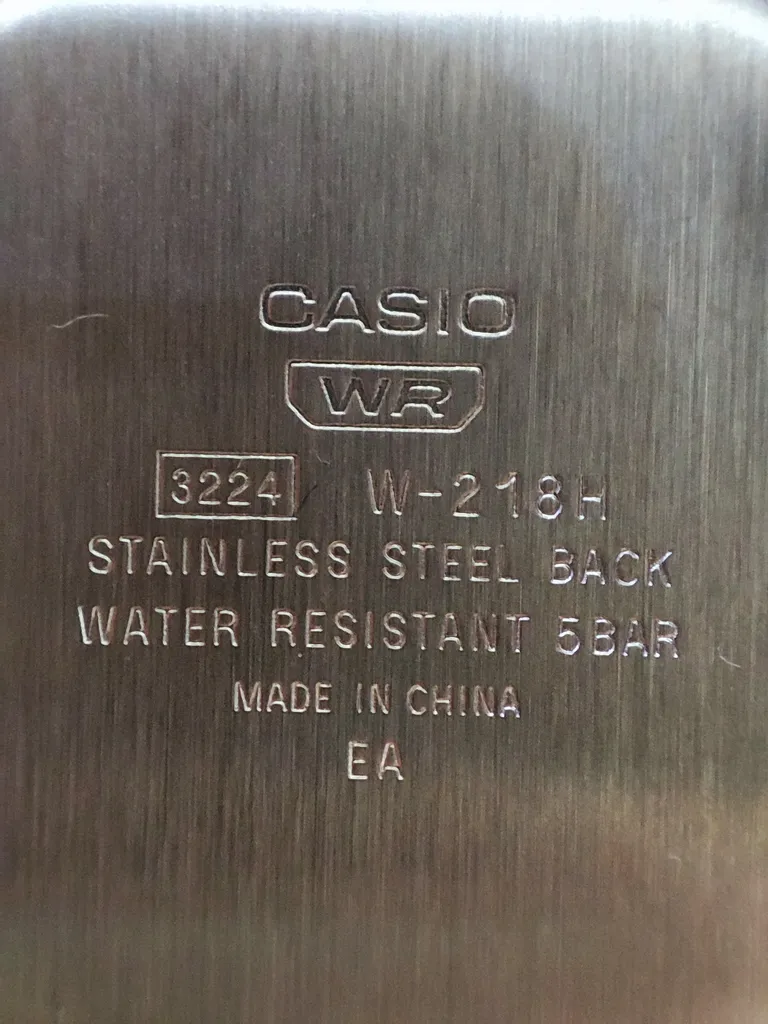 CASIO
WR
3224 W-218H
STAINLESS STEEL BACK
WATER RESISTANT 5BAR
MADE IN CHINA
EA